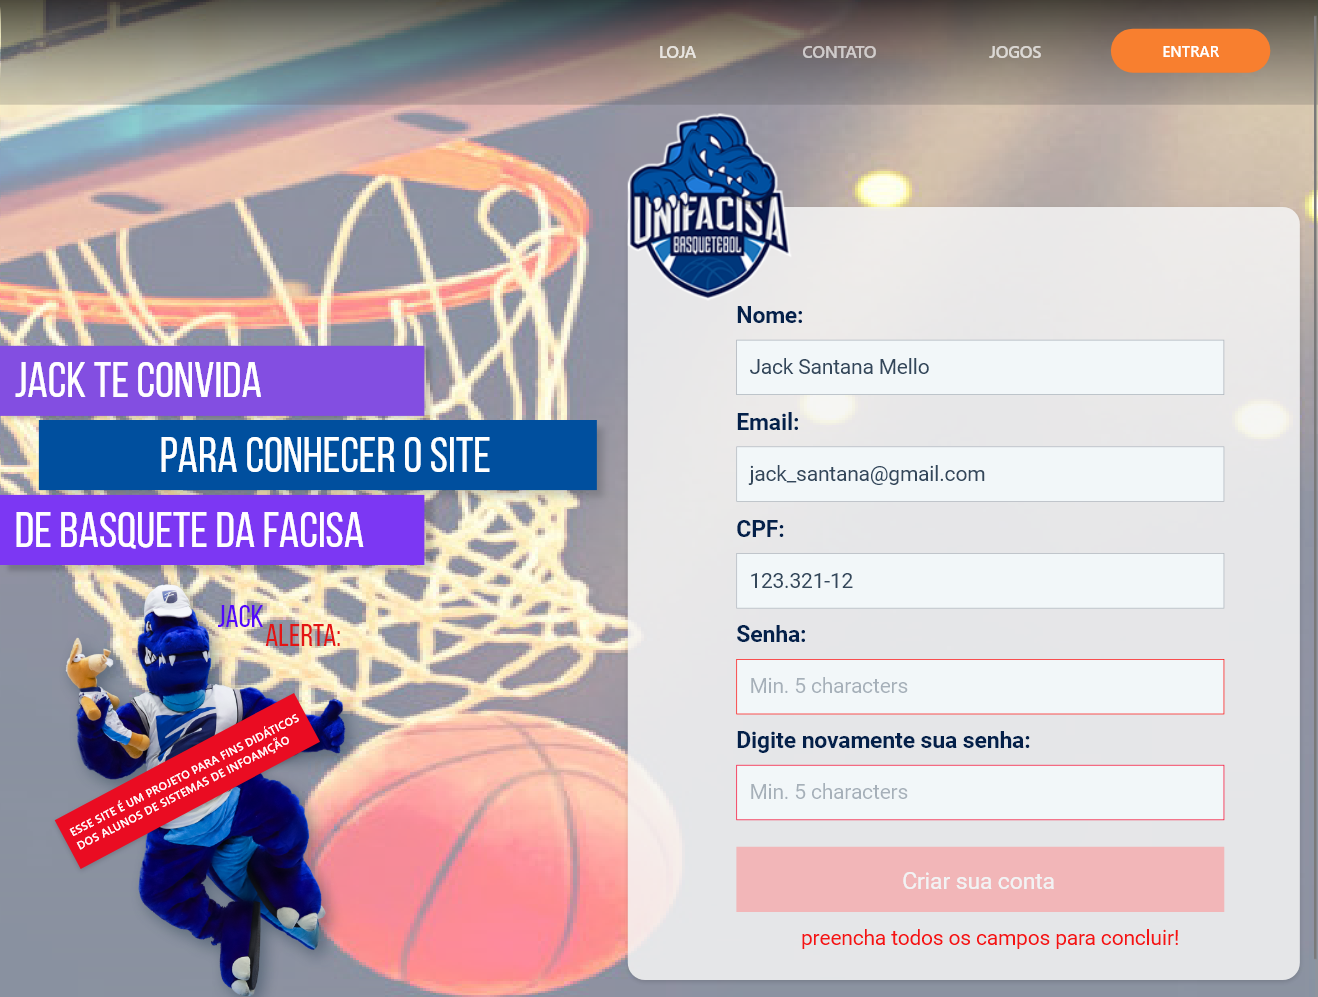 LOJA
CONTATO
JOGOS
ENTRAR
UNIFACISA
BASQUETEBOL
JACK TE CONVIDA
PARA CONHECER O SITE
DE BASQUETE DA FACISA
JACK
ALERTA:
ESSE SITE É UM PROJETO PARA FINS DIDÁTICOS
DOS ALUNOS DE SISTEMAS DE INFOAMÇÃO
Nome:
Jack Santana Mello
Email:
jack_santana@gmail.com
CPF:
123.321-12
Senha:
Min. 5 characters
Digite novamente sua senha:
Min. 5 characters
Criar sua conta
preencha todos os campos para concluir!